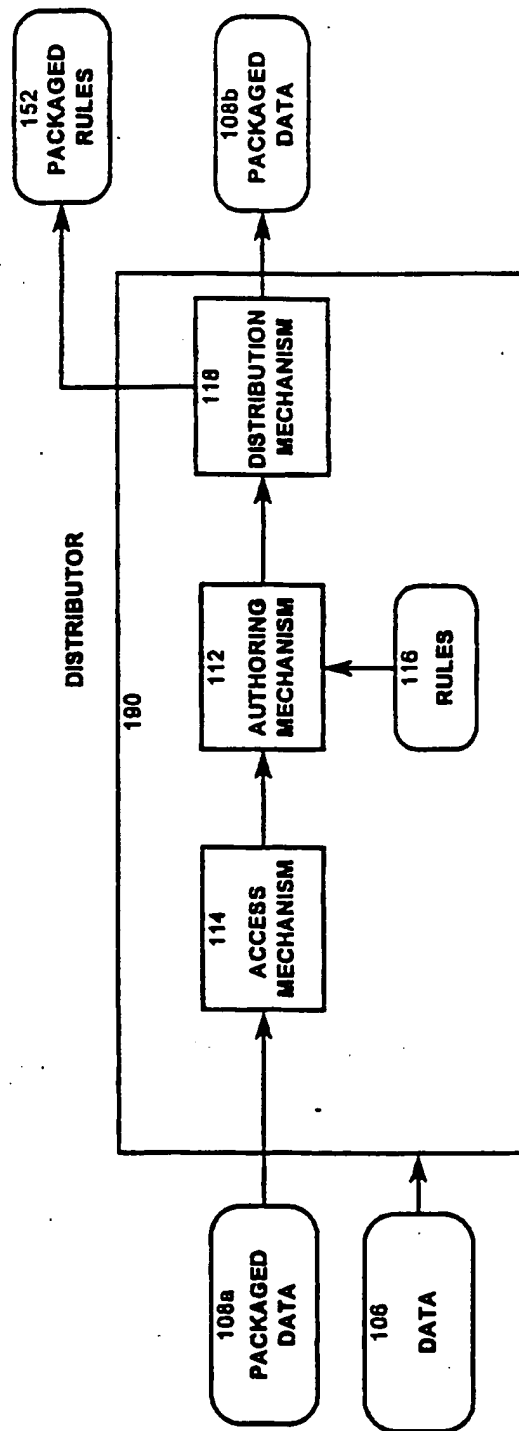 152
PACKAGED
RULES
108b
PACKAGED
DATA
DISTRIBUTOR
190
118
DISTRIBUTION
MECHANISM
112
AUTHORING
MECHANISM
116
RULES
114
ACCESS
MECHANISM
108a
PACKAGED
DATA
106
DATA